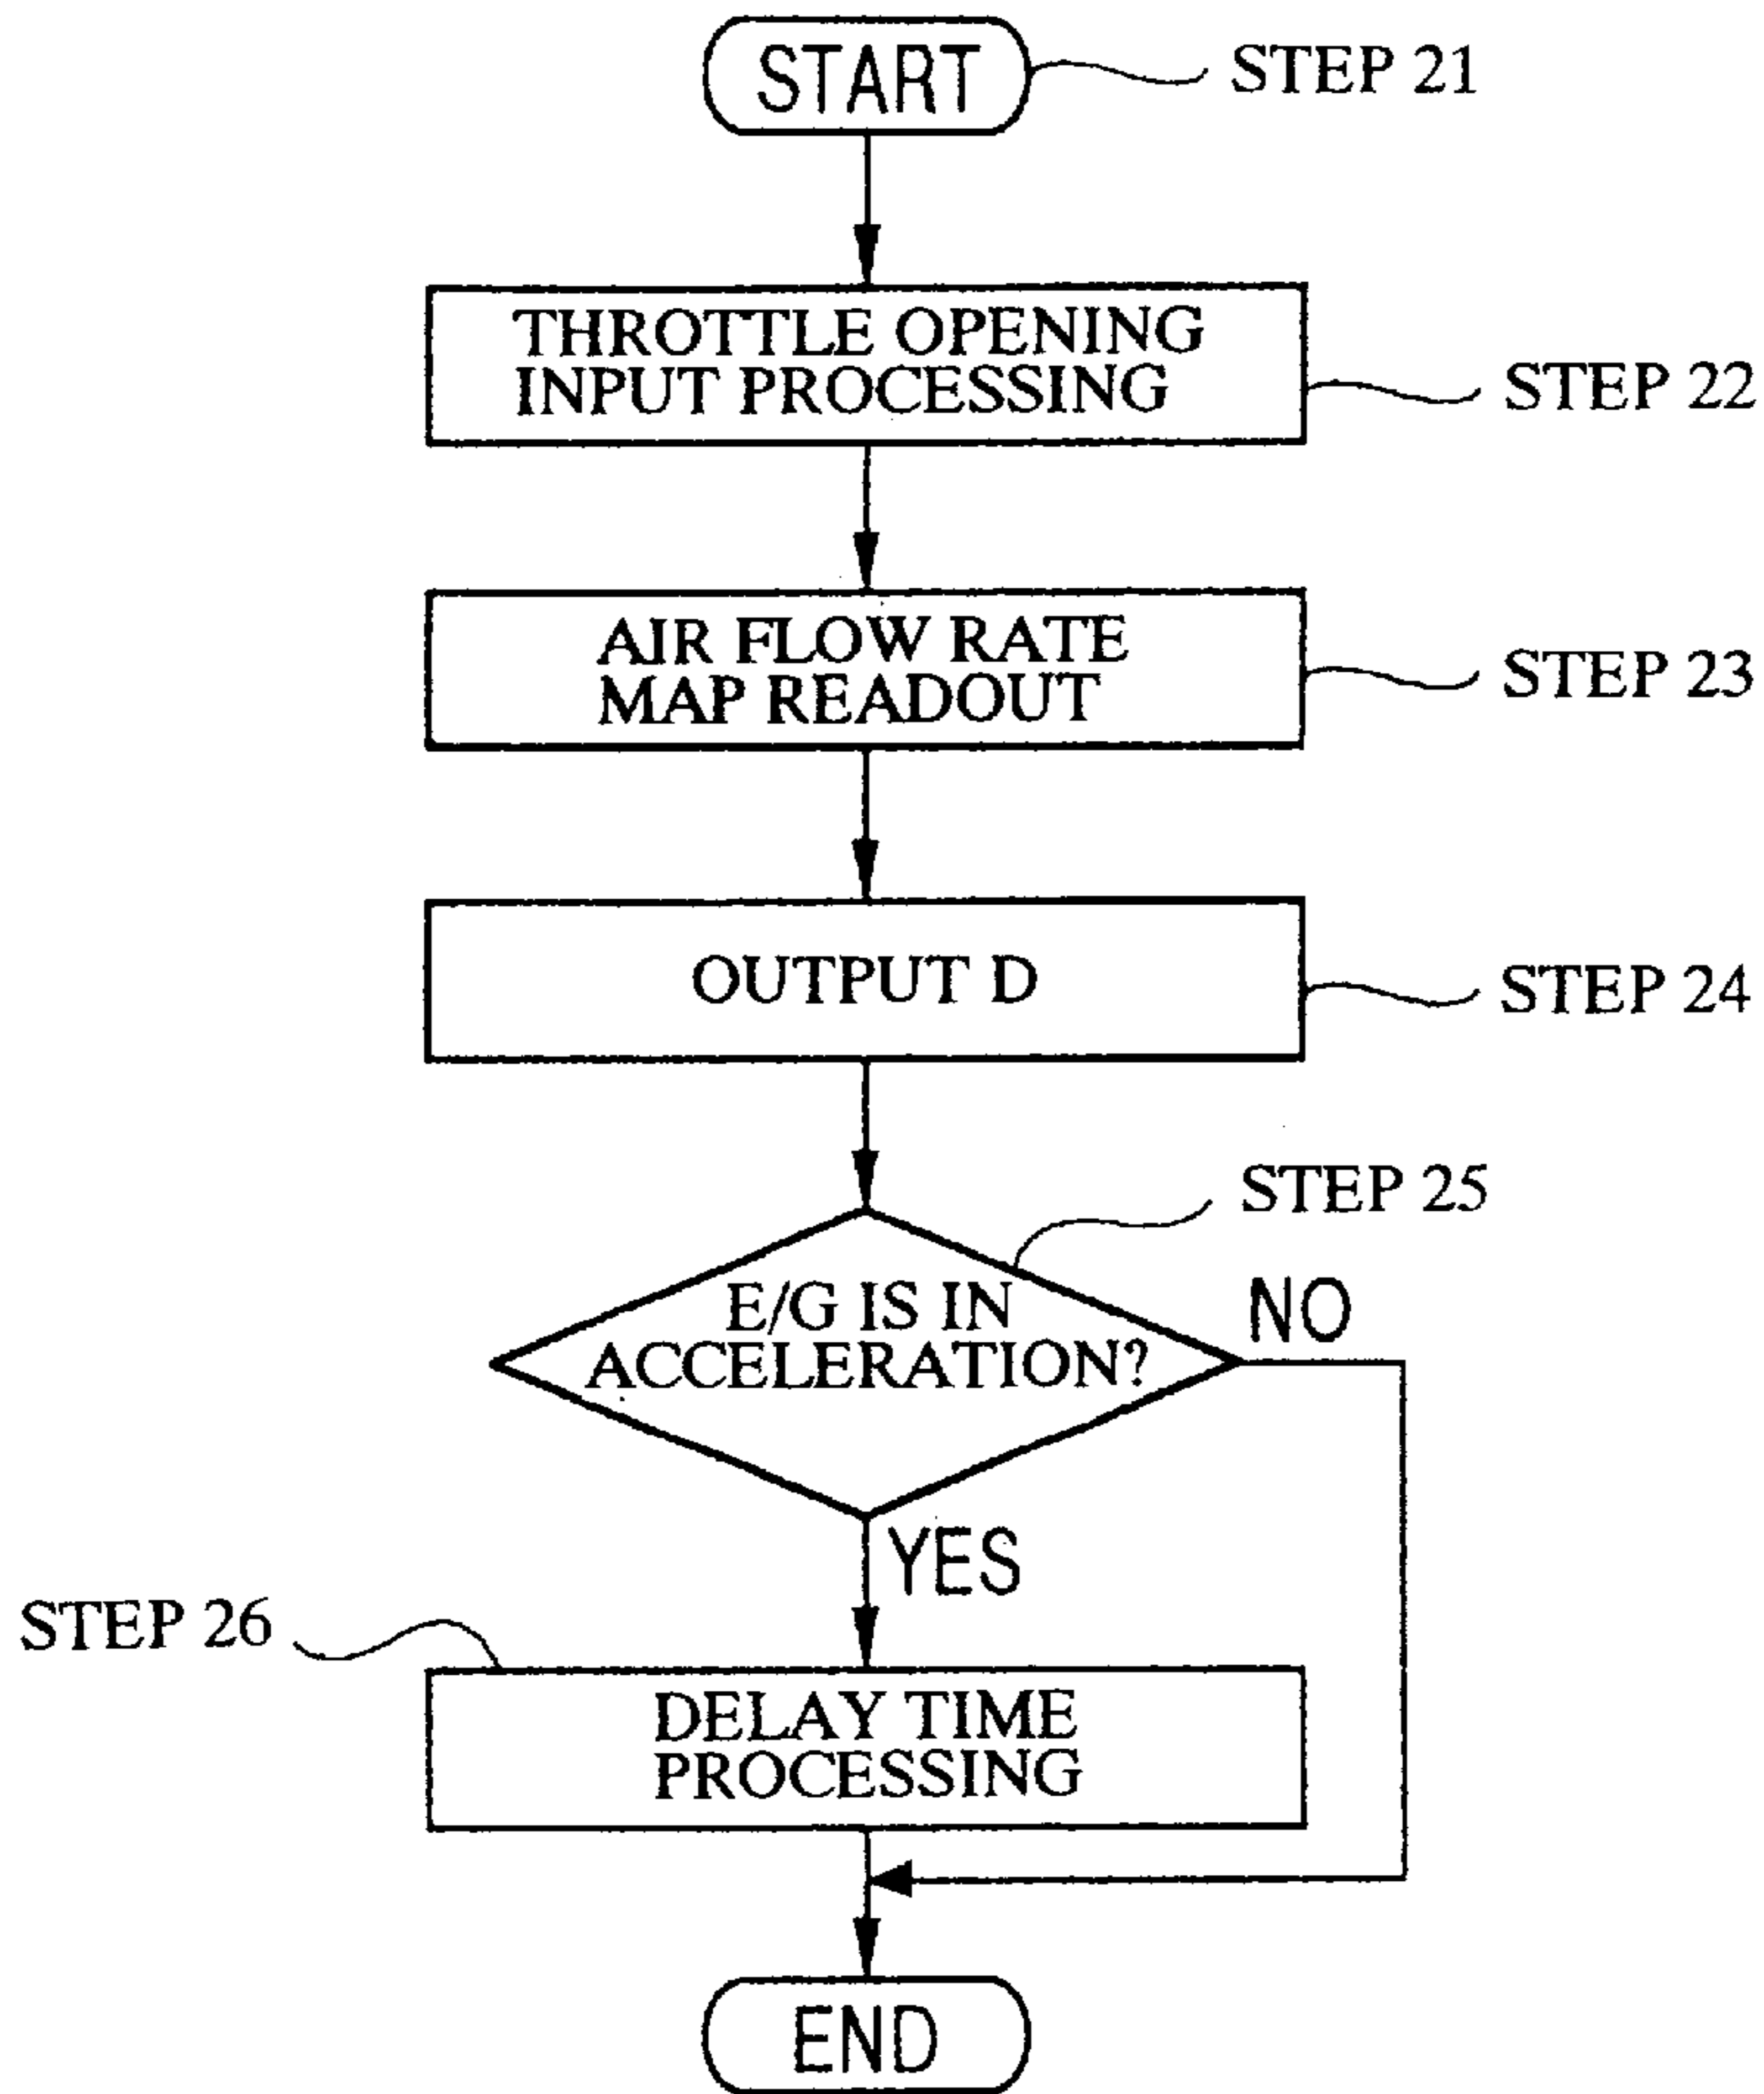 START
STEP 21
THROTTLE OPENING
INPUT PROCESSING
STEP 22
AIR FLOW RATE
MAP READOUT
STEP 23
OUTPUT D
STEP 24
STEP 25
E/G IS IN
ACCELERATION?
NO
YES
STEP 26
DELAY TIME
PROCESSING
END